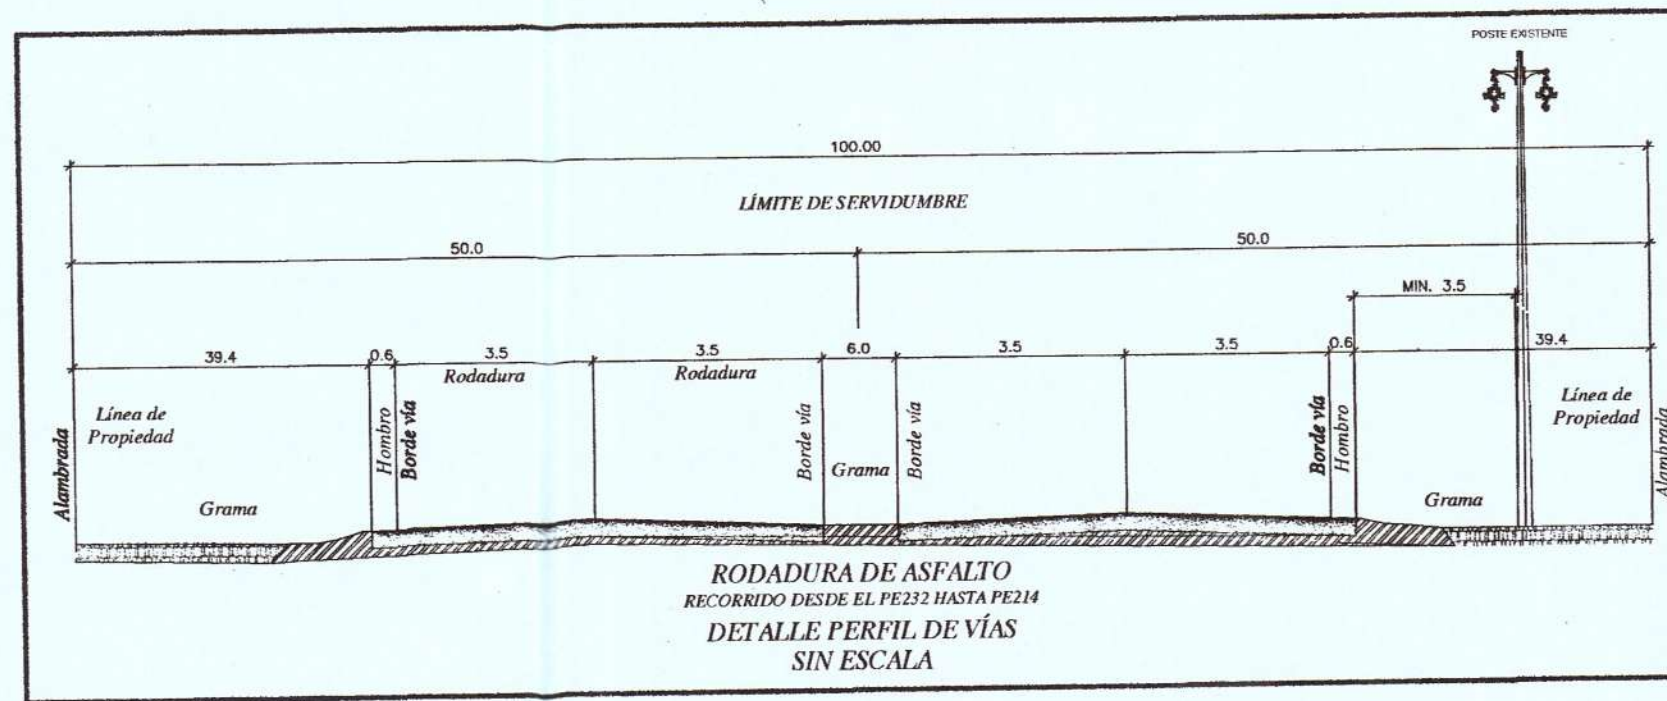 POSTE EXISTENTE
100.00
LÍMITE DE SERVIDUMBRE
50.0
50.0
MIN. 3.5
39.4
0.6
3.5
3.5
6.0
3.5
3.5
0.6
39.4
Rodadura
Rodadura
Alambrada
Línea de
Propiedad
Grama
Hombro
Borde vía
Borde vía
Grama
Borde vía
Borde vía
Hombro
Grama
Línea de
Propiedad
Alambrada
RODADURA DE ASFALTO
RECORRIDO DESDE EL PE232 HASTA PE214
DETALLE PERFIL DE VÍAS
SIN ESCALA